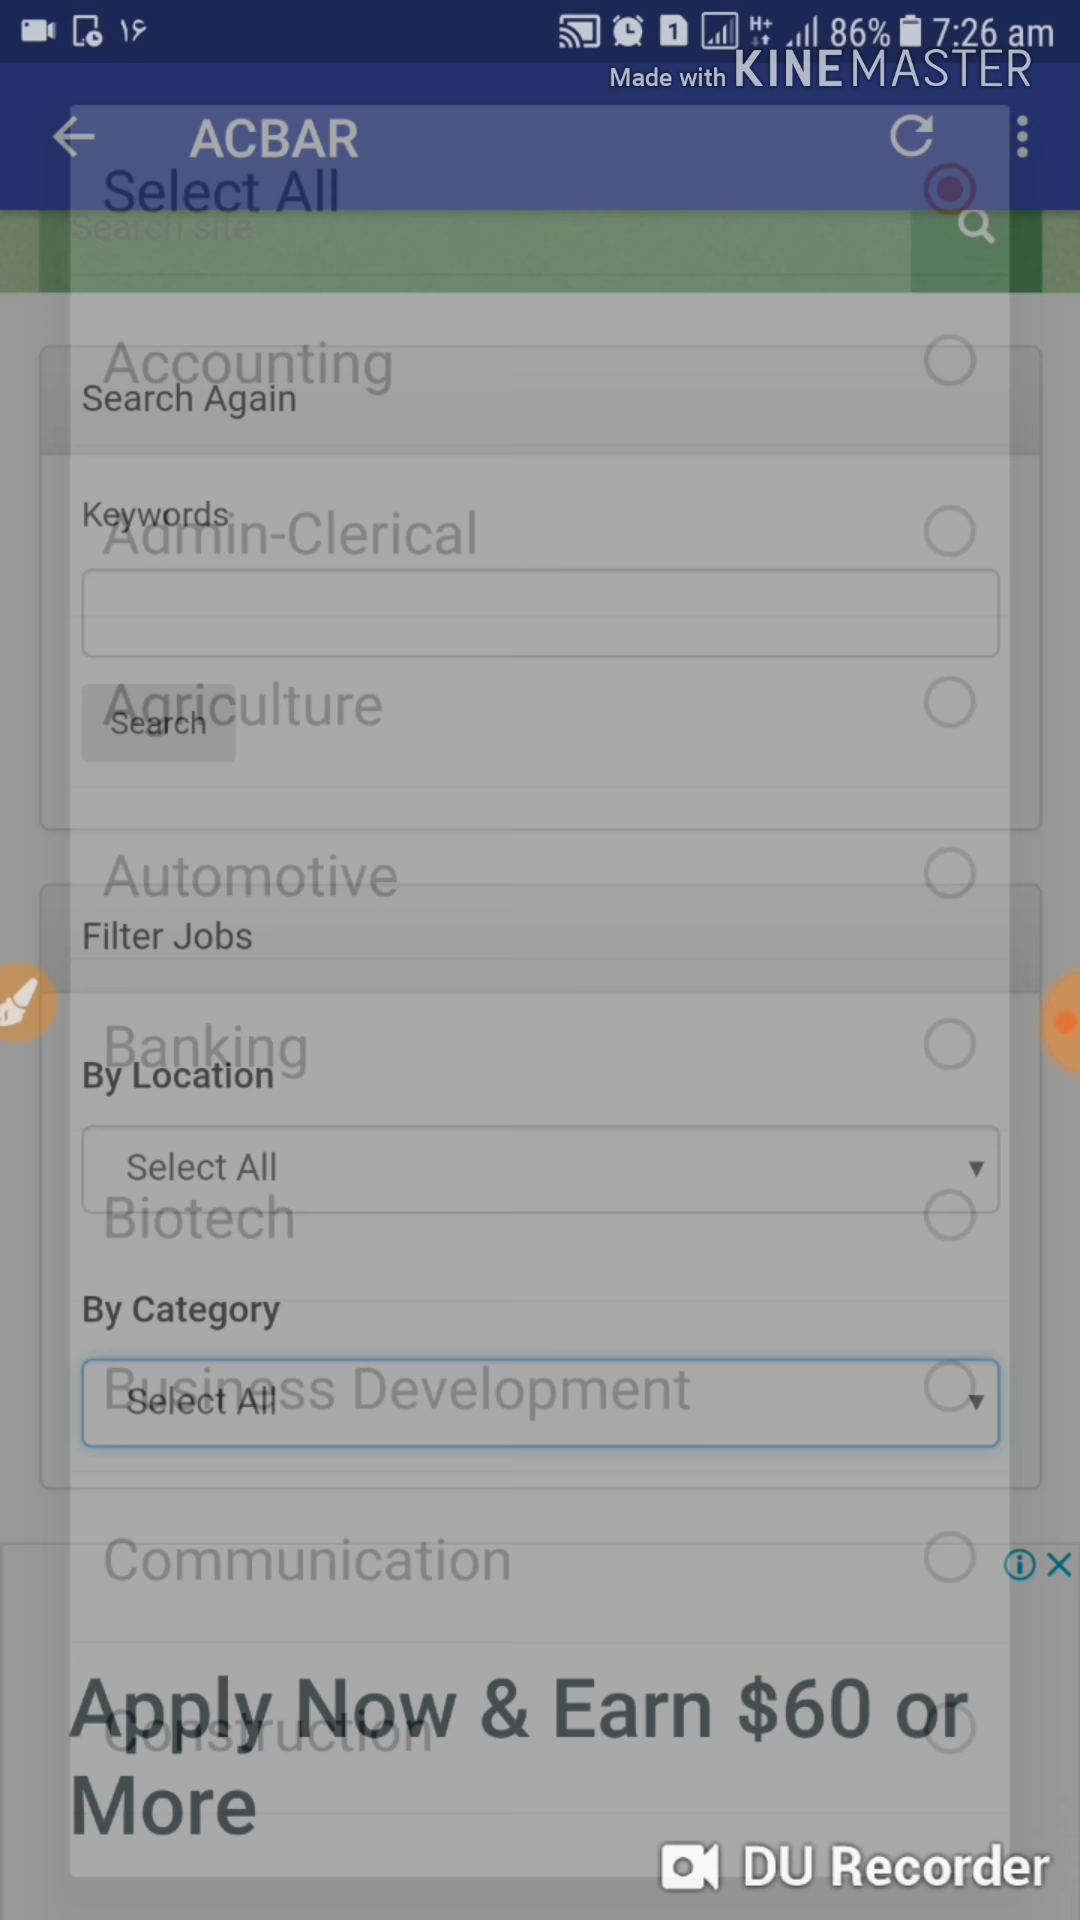 ۱۶ 1 H+ 86% 7:26 am
Made with KINEMASTER
ACBAR
Select All
Search site
Accounting
Search Again
Keywords
Admin-Clerical
Agriculture
Search
Automotive
Filter Jobs
Banking
By Location
Select All
Biotech
By Category
Business Development
Select All
Communication
Apply Now & Earn $60 or
Construction
More
DU Recorder